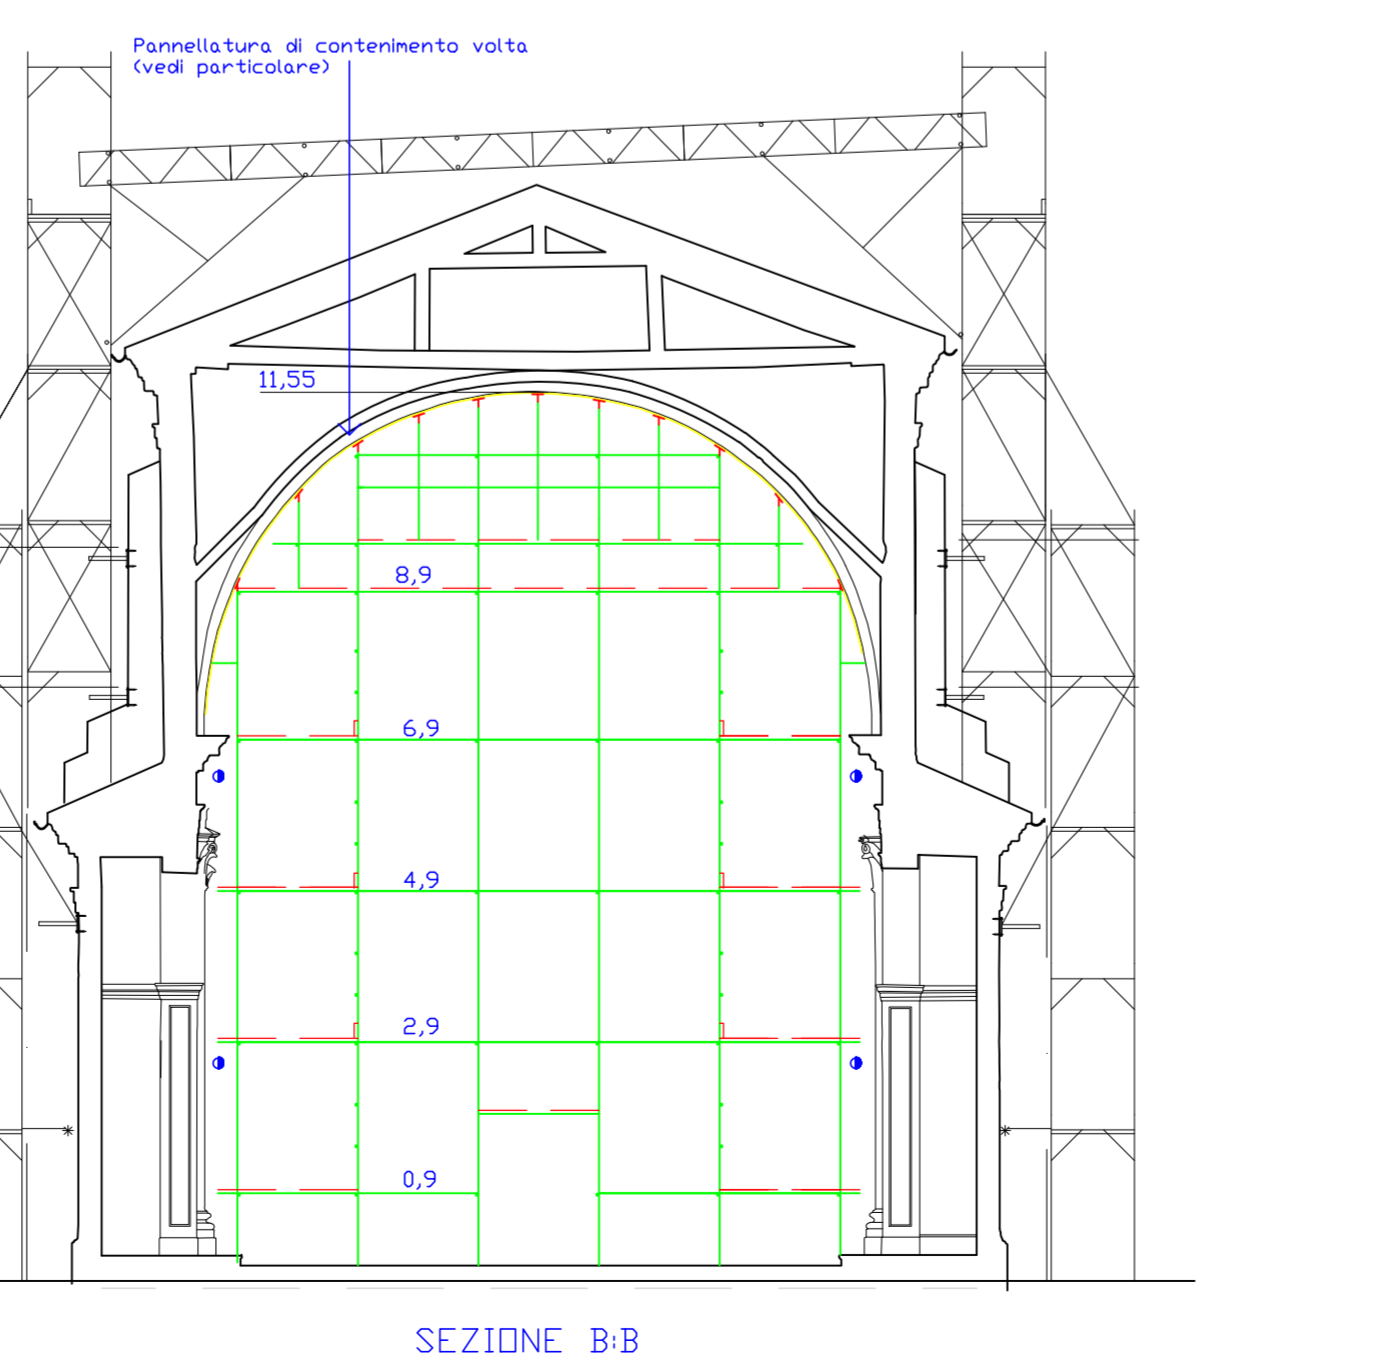 Pannellatura di contenimento volta
(vedi particolare)
11,55
8,9
6,9
4,9
2,9
0,9
SEZIONE B:B